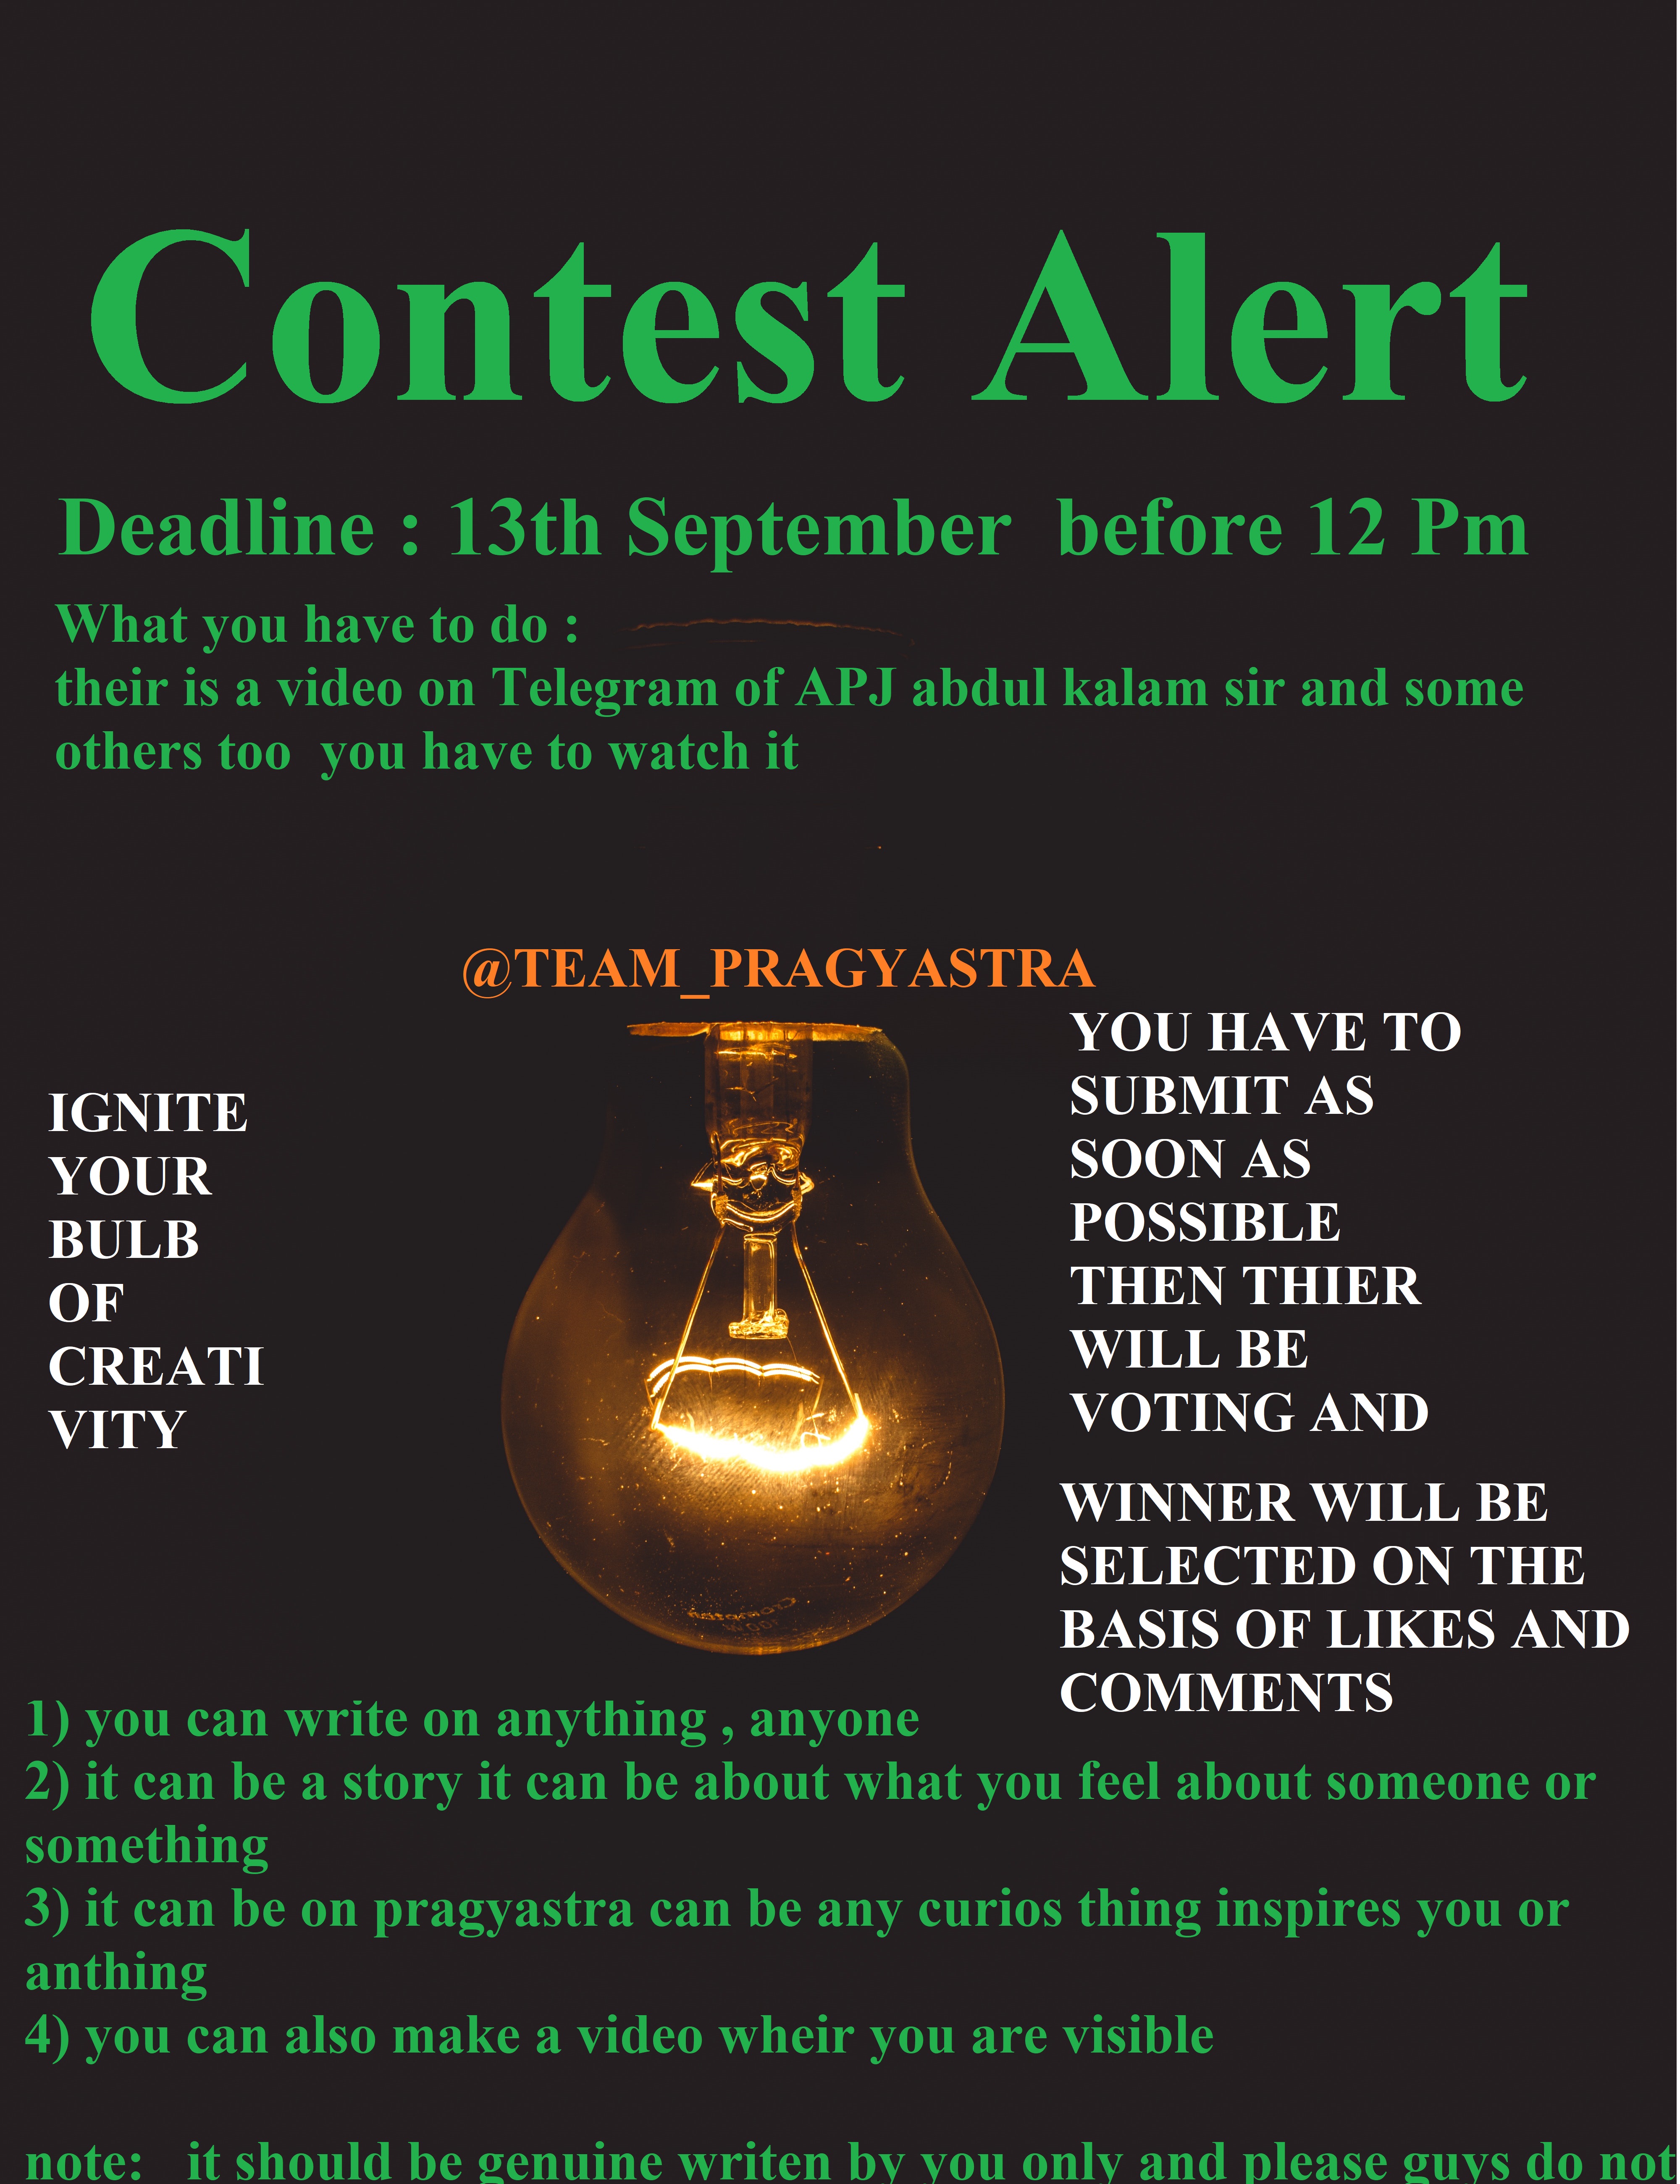 Contest Alert
Deadline : 13th September before 12 Pm
What you have to do :
their is a video on Telegram of APJ abdul kalam sir and some
others too you have to watch it
@TEAM_PRAGYASTRA
IGNITE
YOUR
BULB
OF
CREATI
VITY
YOU HAVE TO
SUBMIT AS
SOON AS
POSSIBLE
THEN THIER
WILL BE
VOTING AND
WINNER WILL BE
SELECTED ON THE
BASIS OF LIKES AND
COMMENTS
Crompton
100 W
1) you can write on anything , anyone
2) it can be a story it can be about what you feel about someone or
something
3) it can be on pragyastra can be any curios thing inspires you or
anthing
4) you can also make a video wheir you are visible
note: it should be genuine writen by you only and please guys do not